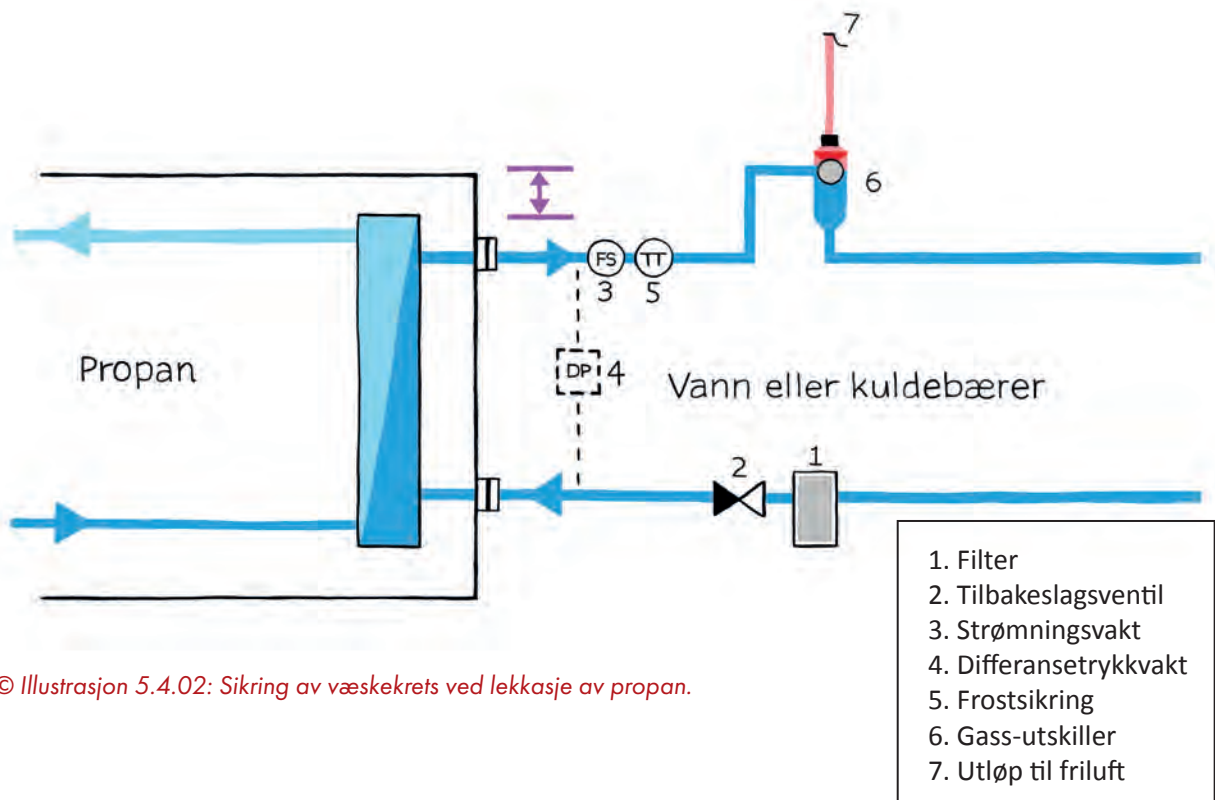 7
6
FS
TT
3
5
Propan
DP
4
Vann eller kuldebærer
2
1
1. Filter
2. Tilbakeslagsventil
3. Strømningsvakt
4. Differansetrykkvakt
5. Frostsikring
6. Gass-utskiller
7. Utløp til friluft
© Illustrasjon 5.4.02: Sikring av væskekrets ved lekkasje av propan.